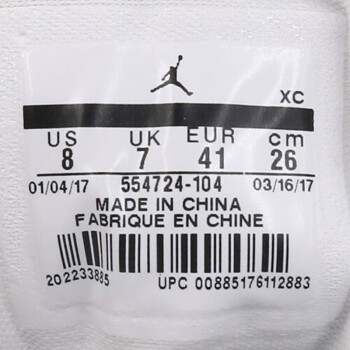 XC
US UK EUR cm
8 7 41 26
01/04/17 554724-104 03/16/17
MADE IN CHINA
FABRIQUE EN CHINE
202233885 UPC 00885176112883